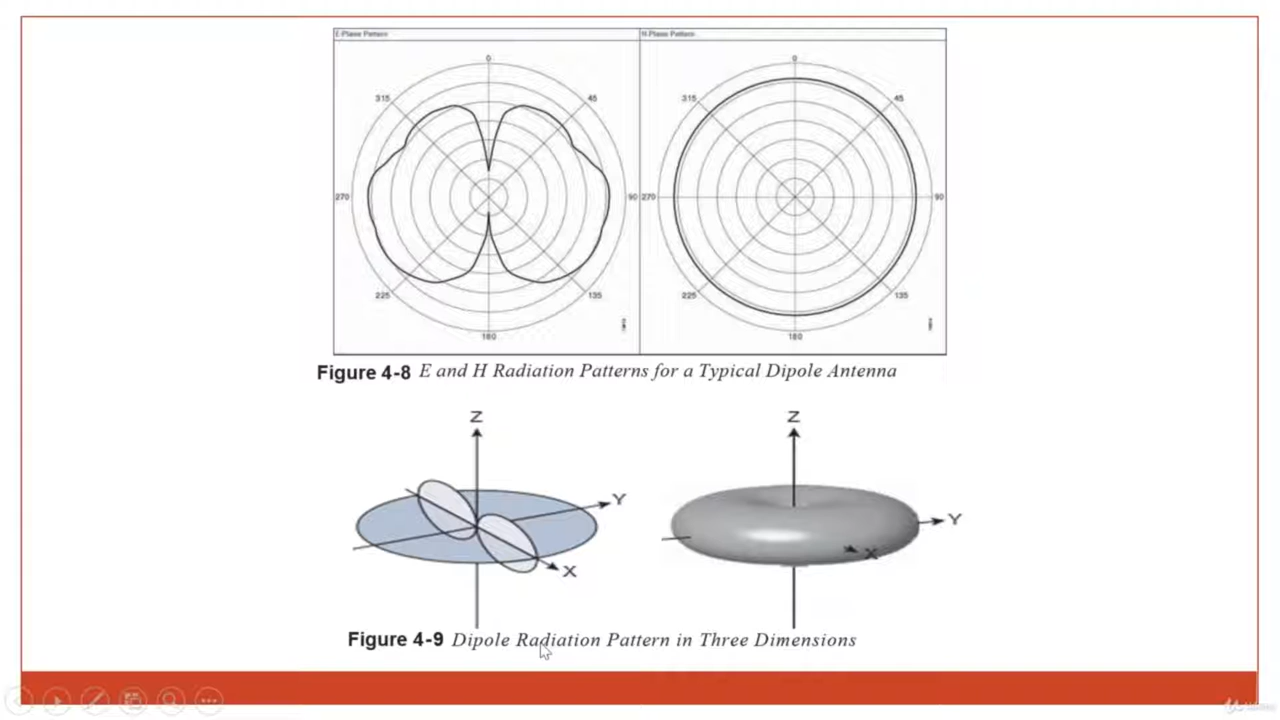 E-Plane Pattern
H-Plane Pattern
0
315
45
270
90
225
135
180
0
315
45
270
90
225
135
180
Figure 4-8 E and H Radiation Patterns for a Typical Dipole Antenna
Z
Y
X
Z
Y
X
Figure 4-9 Dipole Radiation Pattern in Three Dimensions